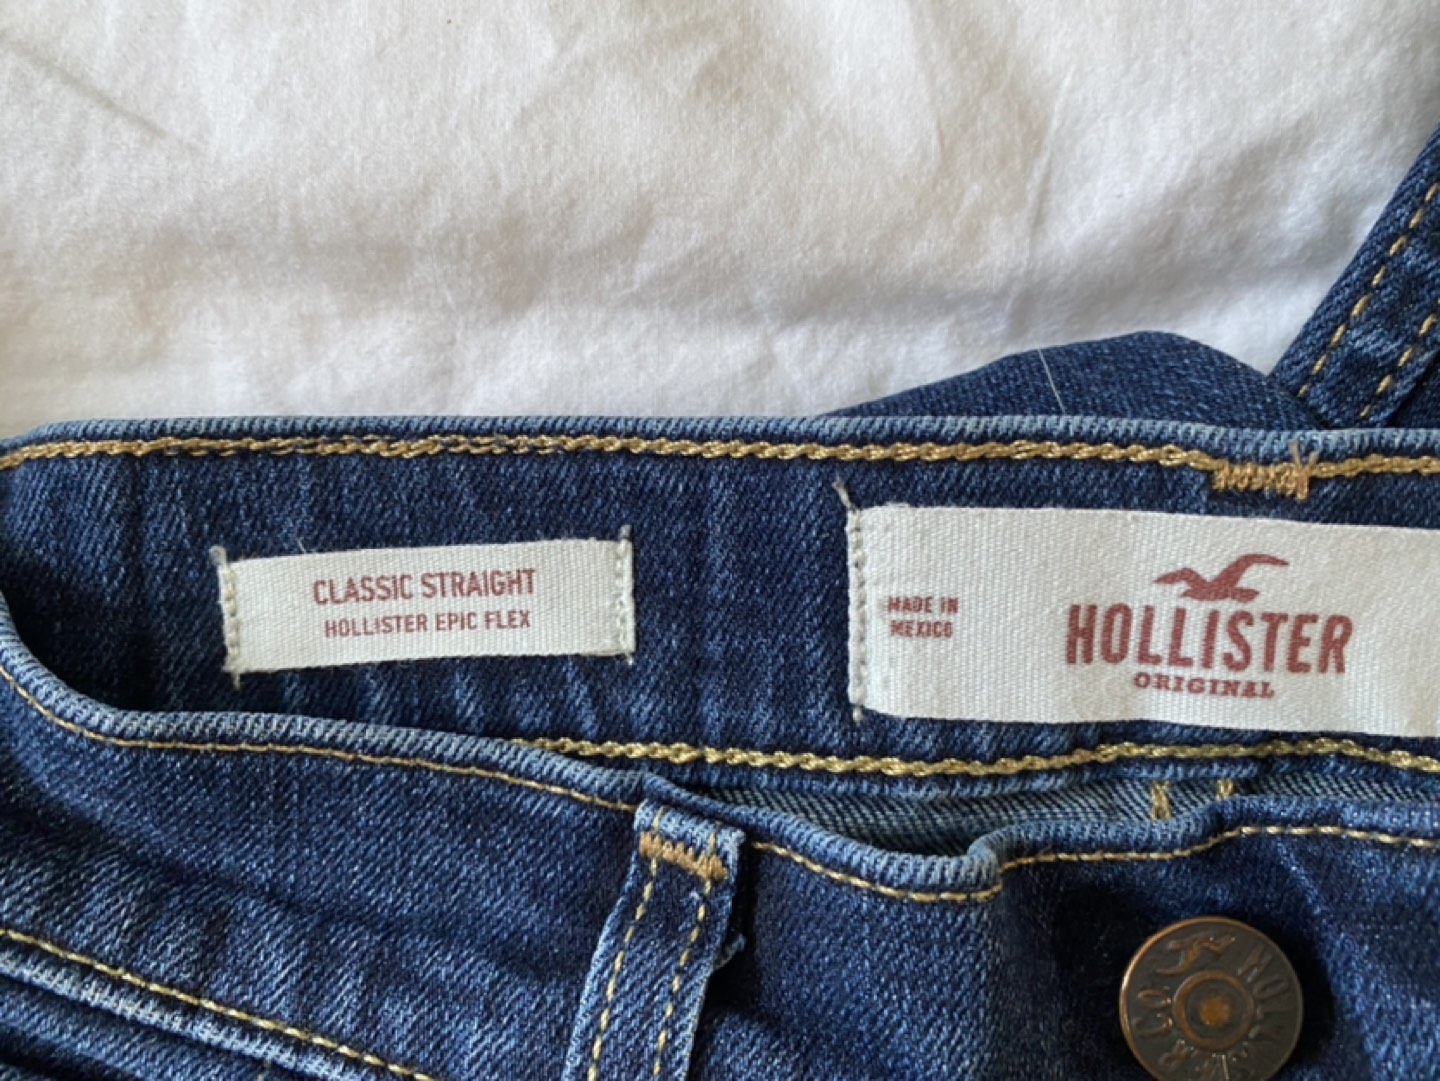 CLASSIC STRAIGHT
HOLLISTER EPIC FLEX
MADE IN
MEXICO
HOLLISTER
ORIGINAL